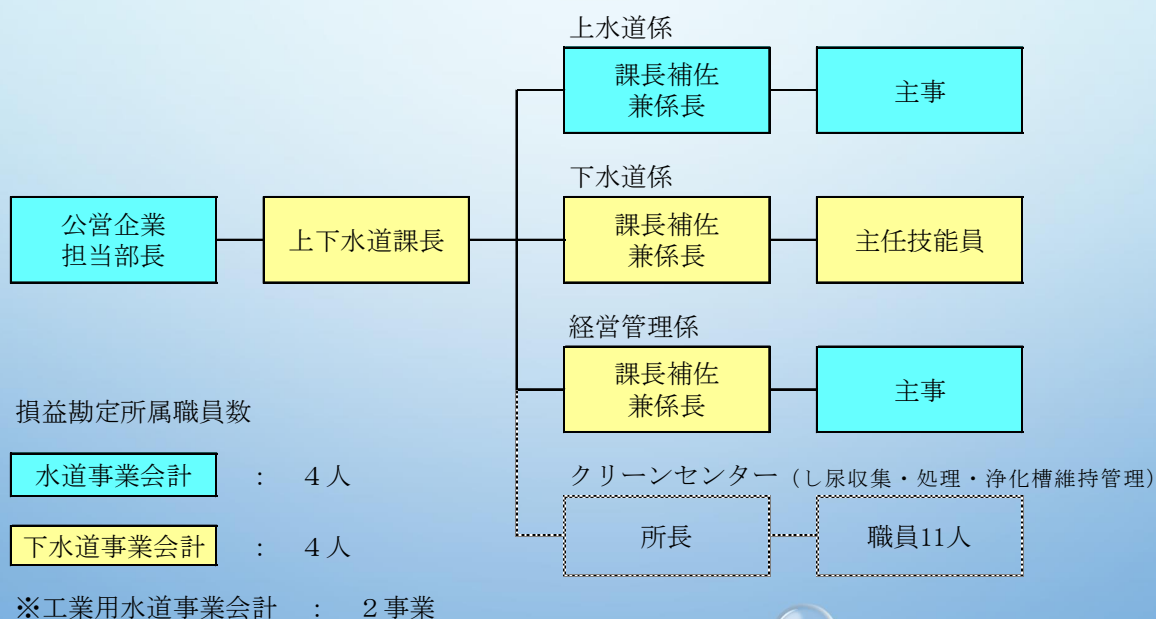 上水道係
課長補佐
兼係長
主事
下水道係
公営企業
担当部長
上下水道課長
課長補佐
兼係長
主任技能員
経営管理係
課長補佐
兼係長
主事
損益勘定所属職員数
水道事業会計 : 4人
下水道事業会計 : 4人
※工業用水道事業会計 : 2事業
クリーンセンター(し尿収集・処理・浄化槽維持管理)
所長
職員11人